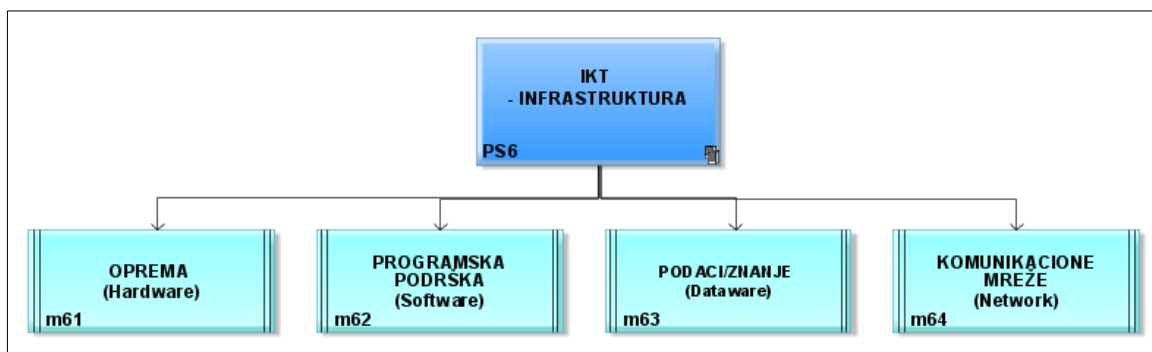 IKT
- INFRASTRUKTURA
PS6
OPREMA
(Hardware)
m61
PROGRAMSKA
PODRŠKA
(Software)
m62
PODACI/ZNANJE
(Dataware)
m63
KOMUNIKACIONE
MREŽE
(Network)
m64